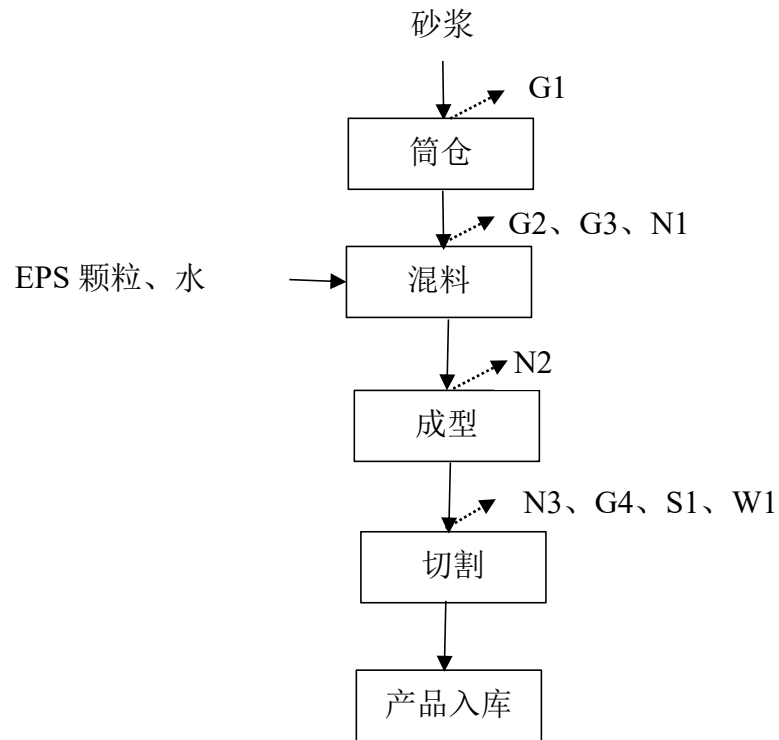 砂浆
G1
筒仓
G2、G3、N1
EPS 颗粒、水
混料
N2
成型
N3、G4、S1、W1
切割
产品入库